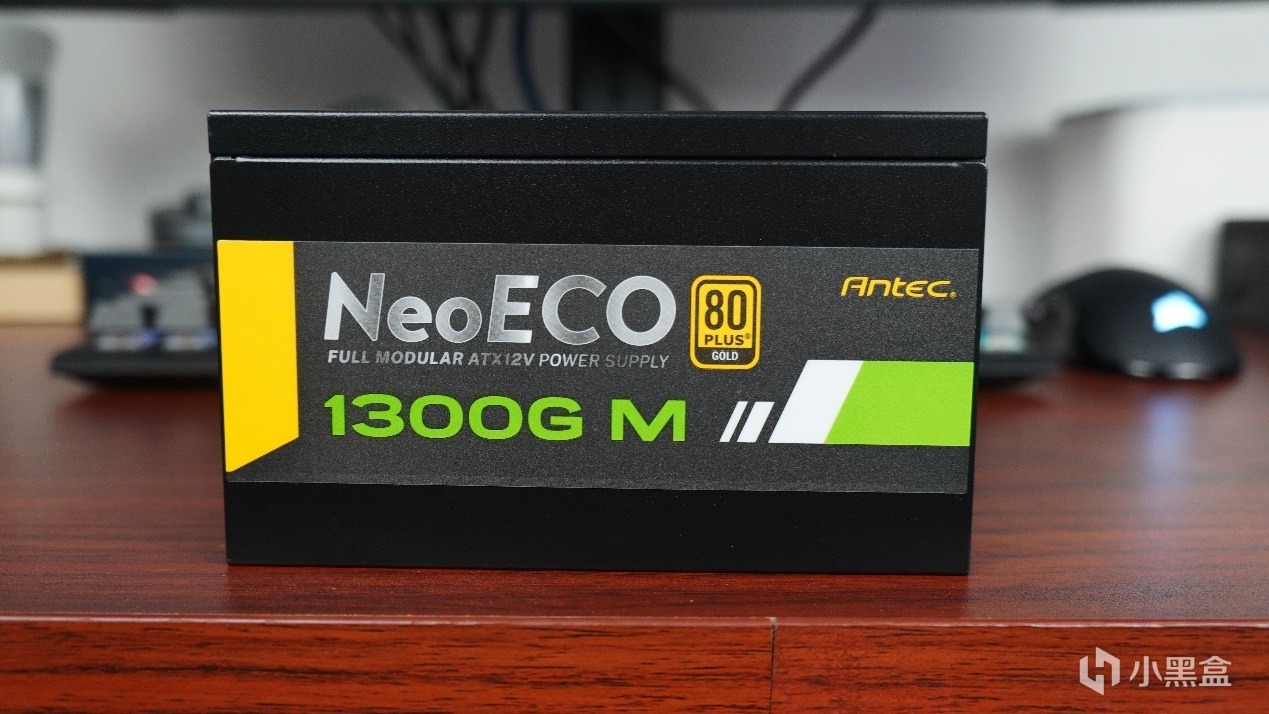 NeoECO
80
PLUS®
GOLD
Antec®
FULL MODULAR ATX12V POWER SUPPLY
1300G M
小黑盒